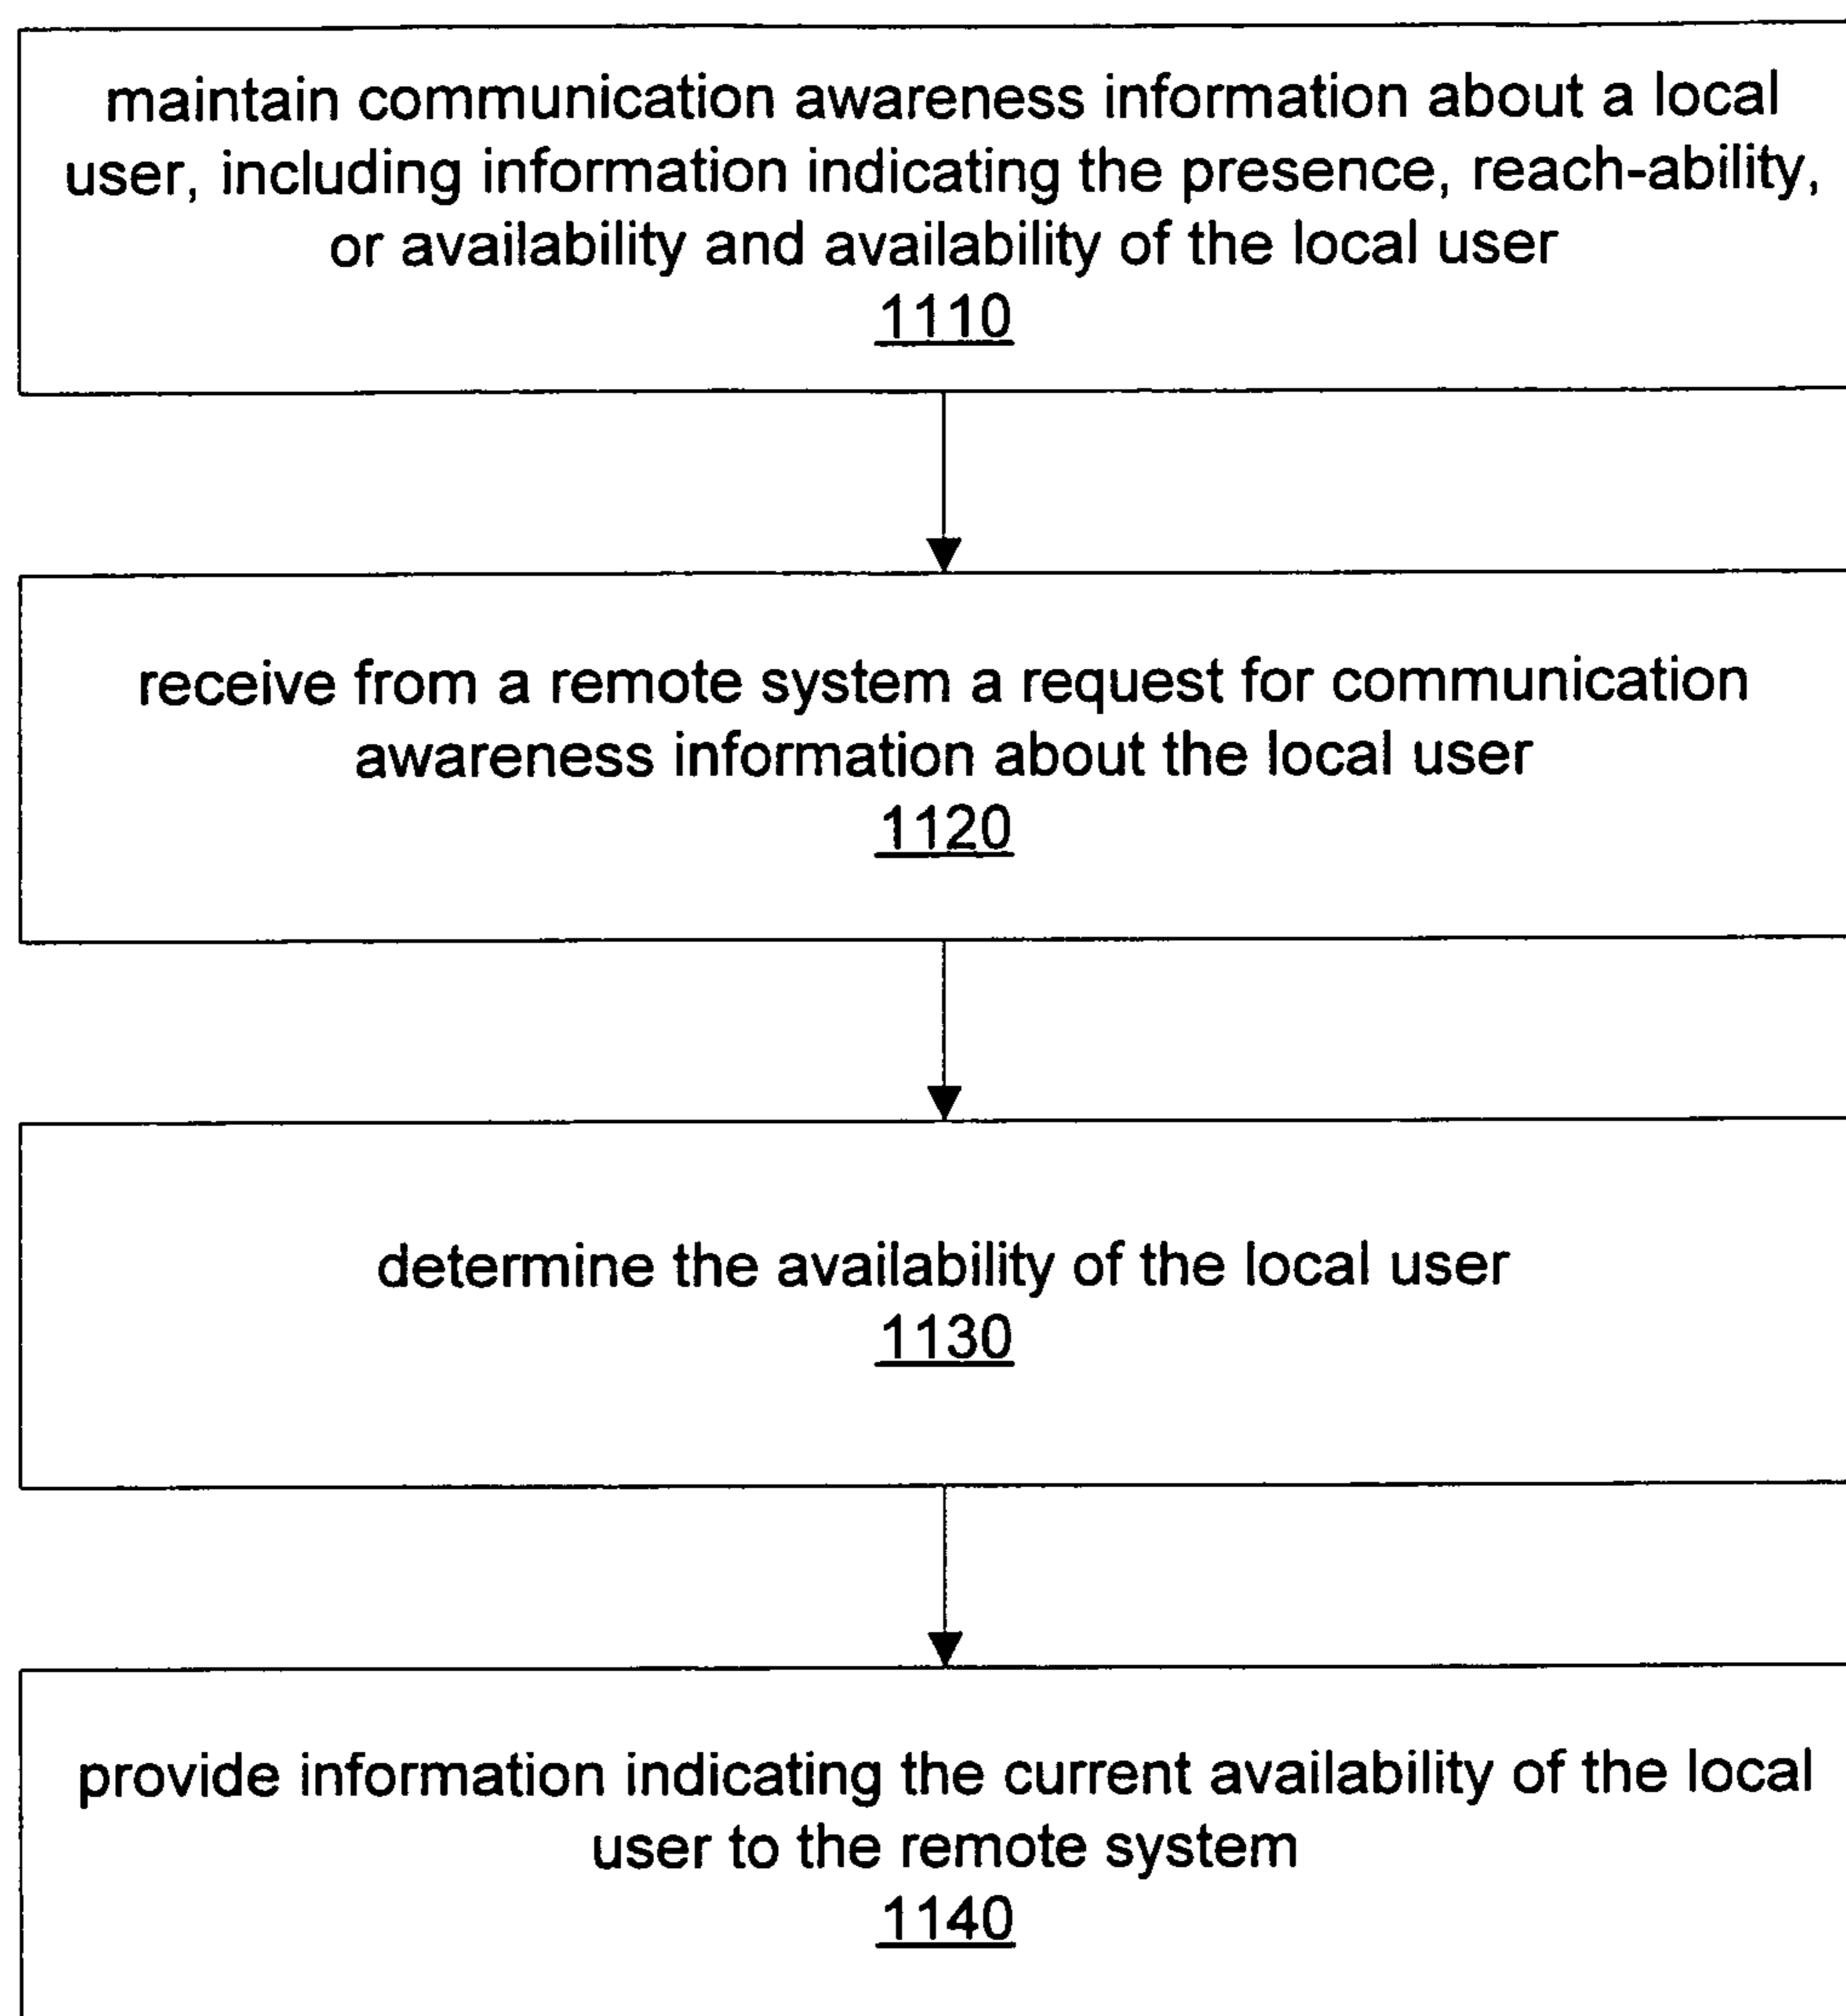 maintain communication awareness information about a local
user, including information indicating the presence, reach-ability,
or availability and availability of the local user
1110
receive from a remote system a request for communication
awareness information about the local user
1120
determine the availability of the local user
1130
provide information indicating the current availability of the local
user to the remote system
1140